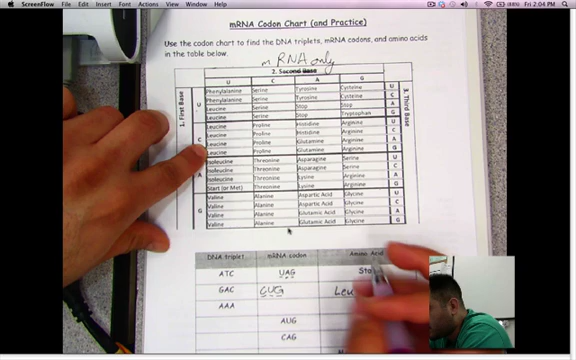 ScreenFlow File Edit Actions Arrange Font Window Help Fri 2:04 PM
mRNA Codon Chart (and Practice)
Use the codon chart to find the DNA triplets, mRNA codons, and amino acids
in the table below.
mRNA only
2. Second Base
U C A G
1. First Base
3. Third Base
U Phenylalanine Serine Tyrosine Cysteine U
Phenylalanine Serine Tyrosine Cysteine C
Leucine Serine Stop Stop A
Leucine Serine Stop Tryptophan G
C Leucine Proline Histidine Arginine U
Leucine Proline Histidine Arginine C
Leucine Proline Glutamine Arginine A
Leucine Proline Glutamine Arginine G
A Isoleucine Threonine Asparagine Serine U
Isoleucine Threonine Asparagine Serine C
Isoleucine Threonine Lysine Arginine A
Start (or Met) Threonine Lysine Arginine G
G Valine Alanine Aspartic Acid Glycine U
Valine Alanine Aspartic Acid Glycine C
Valine Alanine Glutamic Acid Glycine A
Valine Alanine Glutamic Acid Glycine G
DNA triplet mRNA codon Amino Acid
ATC UAG Sto
GAC CUG Leu
AAA
AUG
CAG